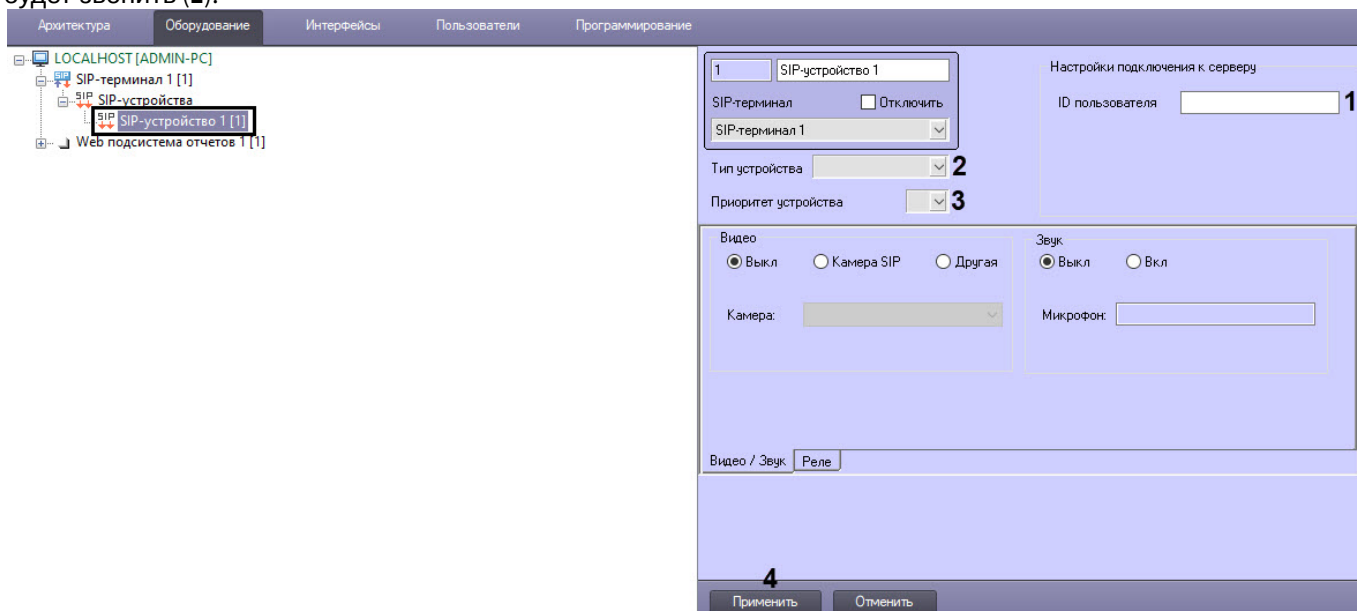 будет звонить (2).
Архитектура Оборудование Интерфейсы Пользователи Программирование
LOCALHOST [ADMIN-PC]
SIP-терминал 1 [1]
SIP-устройства
SIP-устройство 1 [1]
Web подсистема отчетов 1 [1]
1 SIP-устройство 1
SIP-терминал Отключить
SIP-терминал 1
Тип устройства 2
Приоритет устройства 3
Настройки подключения к серверу
ID пользователя 1
Видео
Выкл Камера SIP Другая
Камера:
Звук
Выкл Вкл
Микрофон:
Видео / Звук Реле
4
Применить Отменить